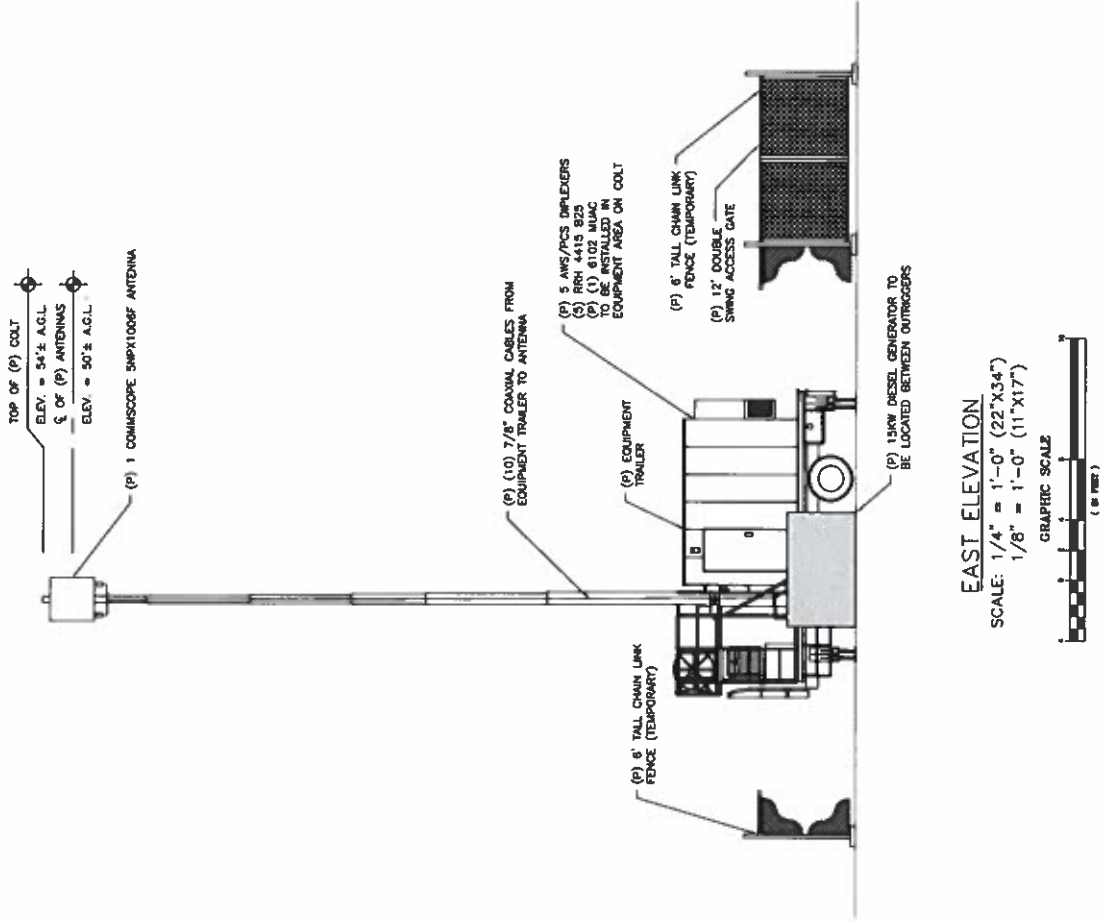 TOP OF (P) COLT
ELEV. = 54'± A.G.L.
℄ OF (P) ANTENNAS
ELEV. = 50'± A.G.L.
(P) 1 COMMSCOPE 5NPX1006F ANTENNA
(P) (10) 7/8" COAXIAL CABLES FROM
EQUIPMENT TRAILER TO ANTENNA
(P) 5 AWS/PCS DIPLEXERS
(5) RRH 4415 B25
(P) (1) 6102 MUAC
TO BE INSTALLED IN
EQUIPMENT AREA ON COLT
(P) EQUIPMENT
TRAILER
(P) 6' TALL CHAIN LINK
FENCE (TEMPORARY)
(P) 6' TALL CHAIN LINK
FENCE (TEMPORARY)
(P) 12' DOUBLE
SWING ACCESS GATE
(P) 15KW DIESEL GENERATOR TO
BE LOCATED BETWEEN OUTRIGGERS
EAST ELEVATION
SCALE: 1/4" = 1'-0" (22"X34")
1/8" = 1'-0" (11"X17")
GRAPHIC SCALE
( IN FEET )